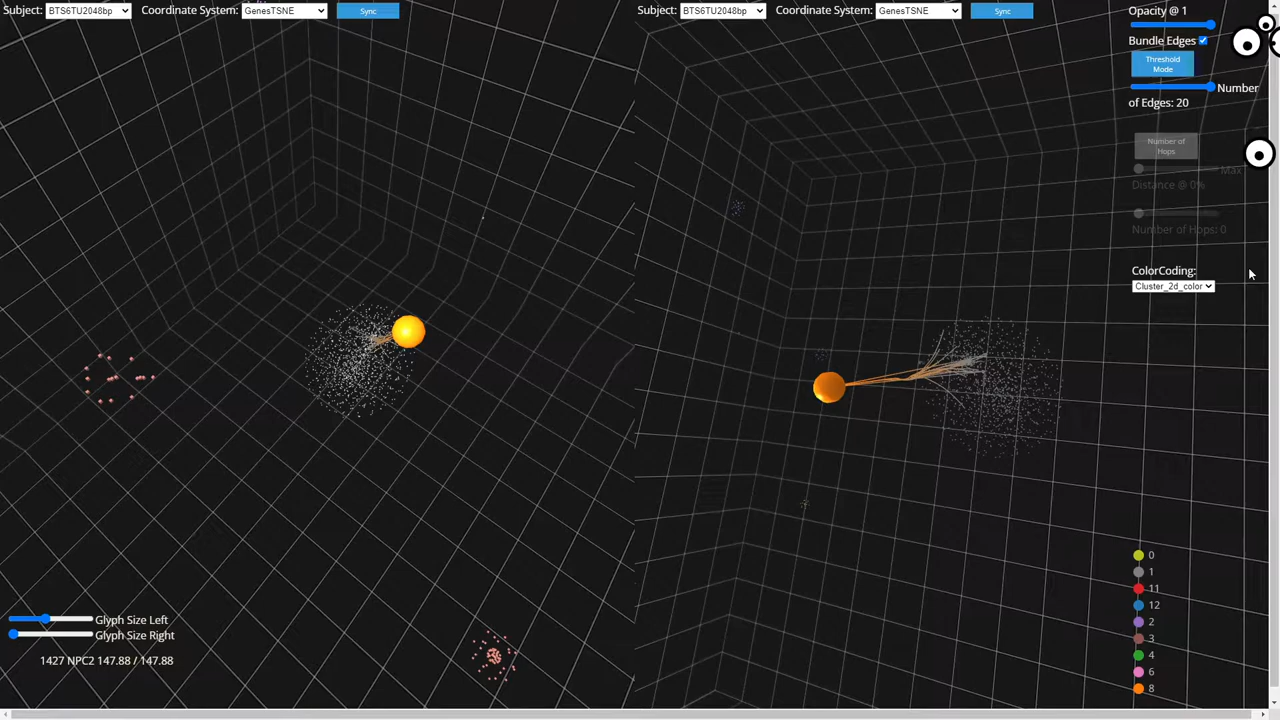 Subject: BTS6TU2048bp Coordinate System: GenesTSNE Sync
Subject: BTS6TU2048bp Coordinate System: GenesTSNE Sync
Opacity @ 1
Bundle Edges
Threshold
Mode
Number
of Edges: 20
Number of
Hops
Max
Distance @ 0%
Number of Hops: 0
ColorCoding:
Cluster_2d_color
Glyph Size Left
Glyph Size Right
1427 NPC2 147.88 / 147.88
0
1
11
12
2
3
4
6
8